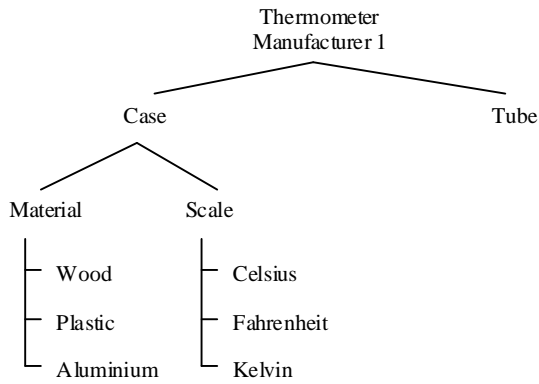 Thermometer
Manufacturer 1
Case
Tube
Material
Scale
Wood
Celsius
Plastic
Fahrenheit
Aluminium
Kelvin